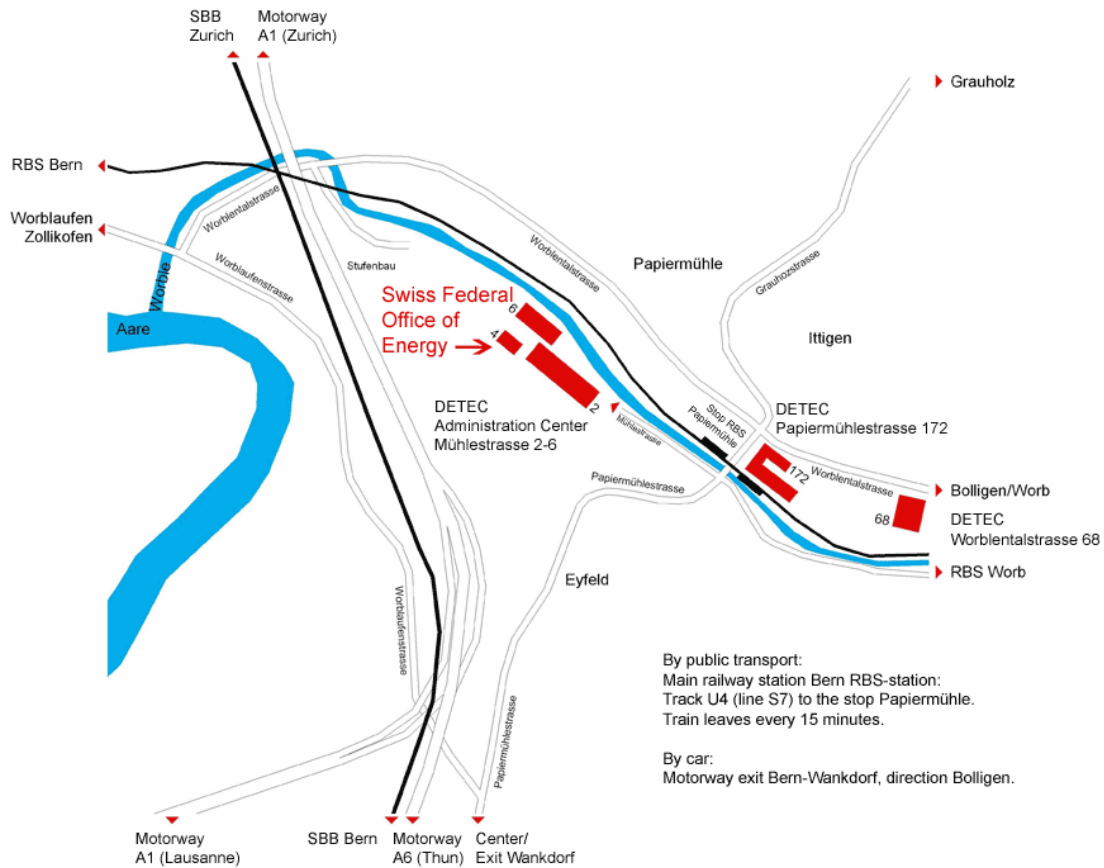 SBB
Zurich
Motorway
A1 (Zurich)
Grauholz
RBS Bern
Worblaufen
Zollikofen
Worblentalstrasse
Worblaufenstrasse
Stufenbau
Worblentalstrasse
Papiermühle
Grauhozstrasse
Ittigen
Worble
Aare
Swiss Federal
Office of
Energy
6
4
2
DETEC
Administration Center
Mühlestrasse 2-6
Mühlestrasse
Stop RBS
Papiermühle
DETEC
Papiermühlestrasse 172
172
Worblentalstrasse
Papiermühlestrasse
68
Bolligen/Worb
DETEC
Worblentalstrasse 68
RBS Worb
Eyfeld
Worblaufenstrasse
Papiermühlestrasse
By public transport:
Main railway station Bern RBS-station:
Track U4 (line S7) to the stop Papiermühle.
Train leaves every 15 minutes.
By car:
Motorway exit Bern-Wankdorf, direction Bolligen.
Motorway
A1 (Lausanne)
SBB Bern
Motorway
A6 (Thun)
Center/
Exit Wankdorf